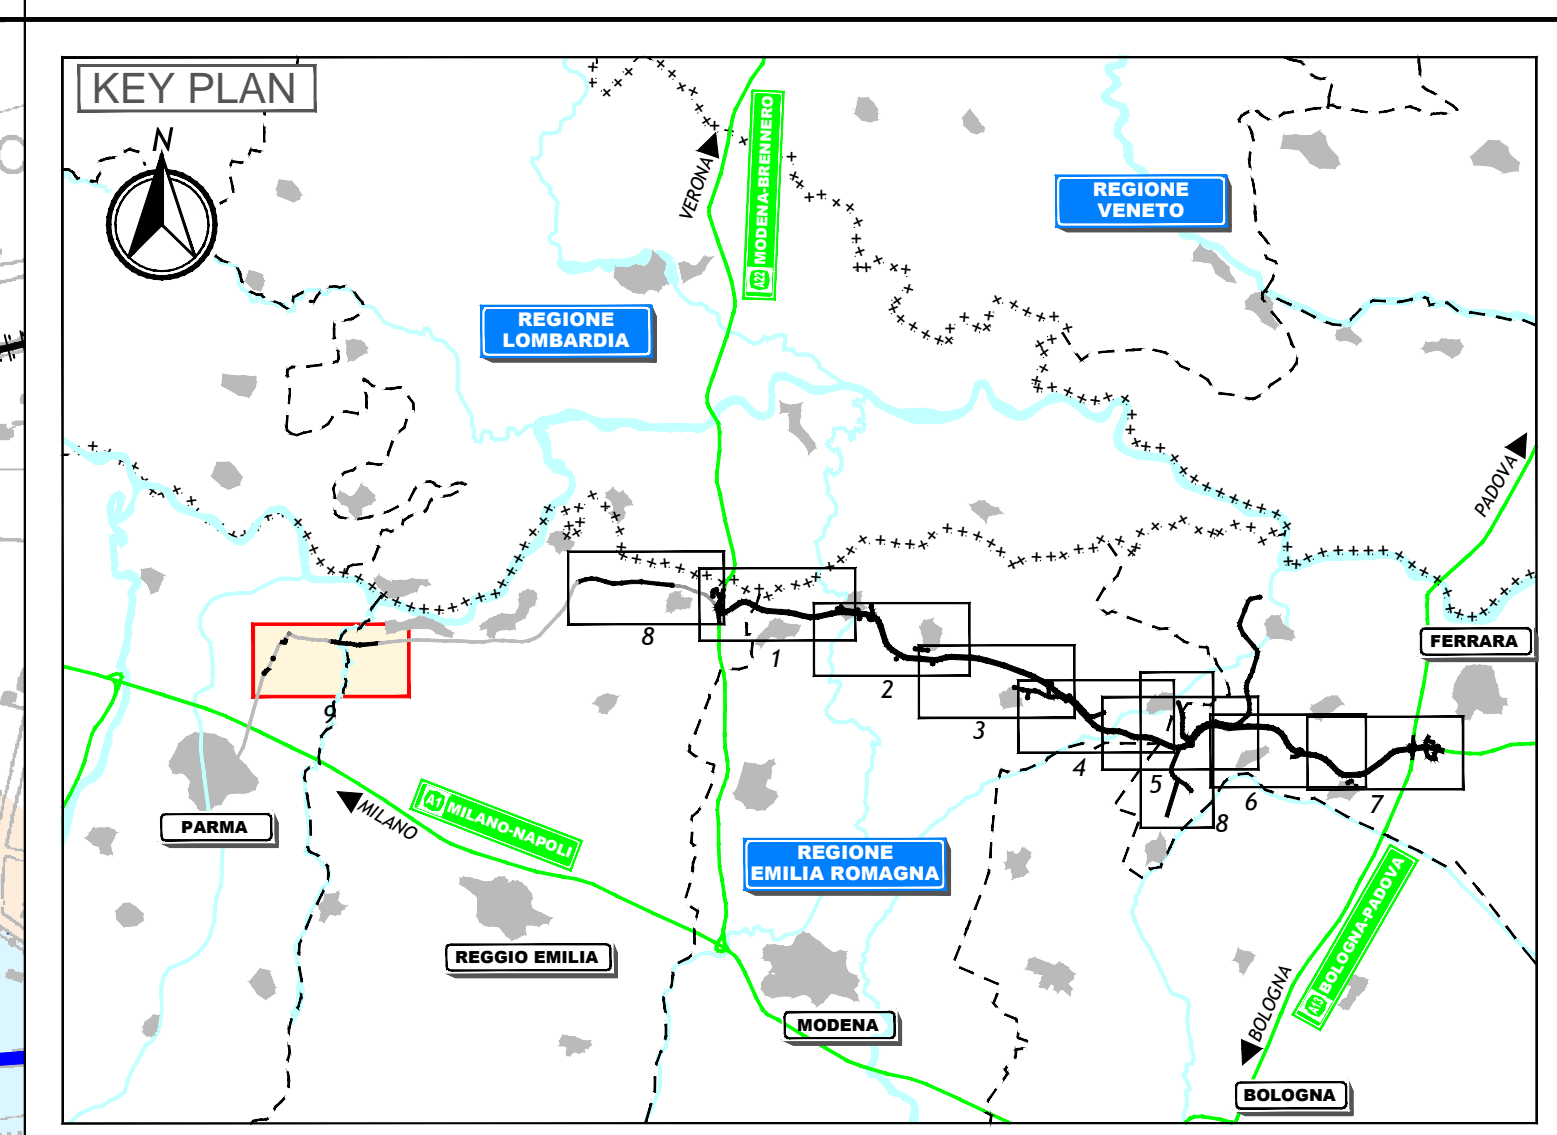 KEY PLAN
N
VERONA
A22 MODENA-BRENNERO
REGIONE
VENETO
REGIONE
LOMBARDIA
PADOVA
FERRARA
8
1
2
3
4
5
8
6
7
9
PARMA
MILANO
A1 MILANO-NAPOLI
REGIONE
EMILIA ROMAGNA
A13 BOLOGNA-PADOVA
REGGIO EMILIA
MODENA
BOLOGNA
BOLOGNA